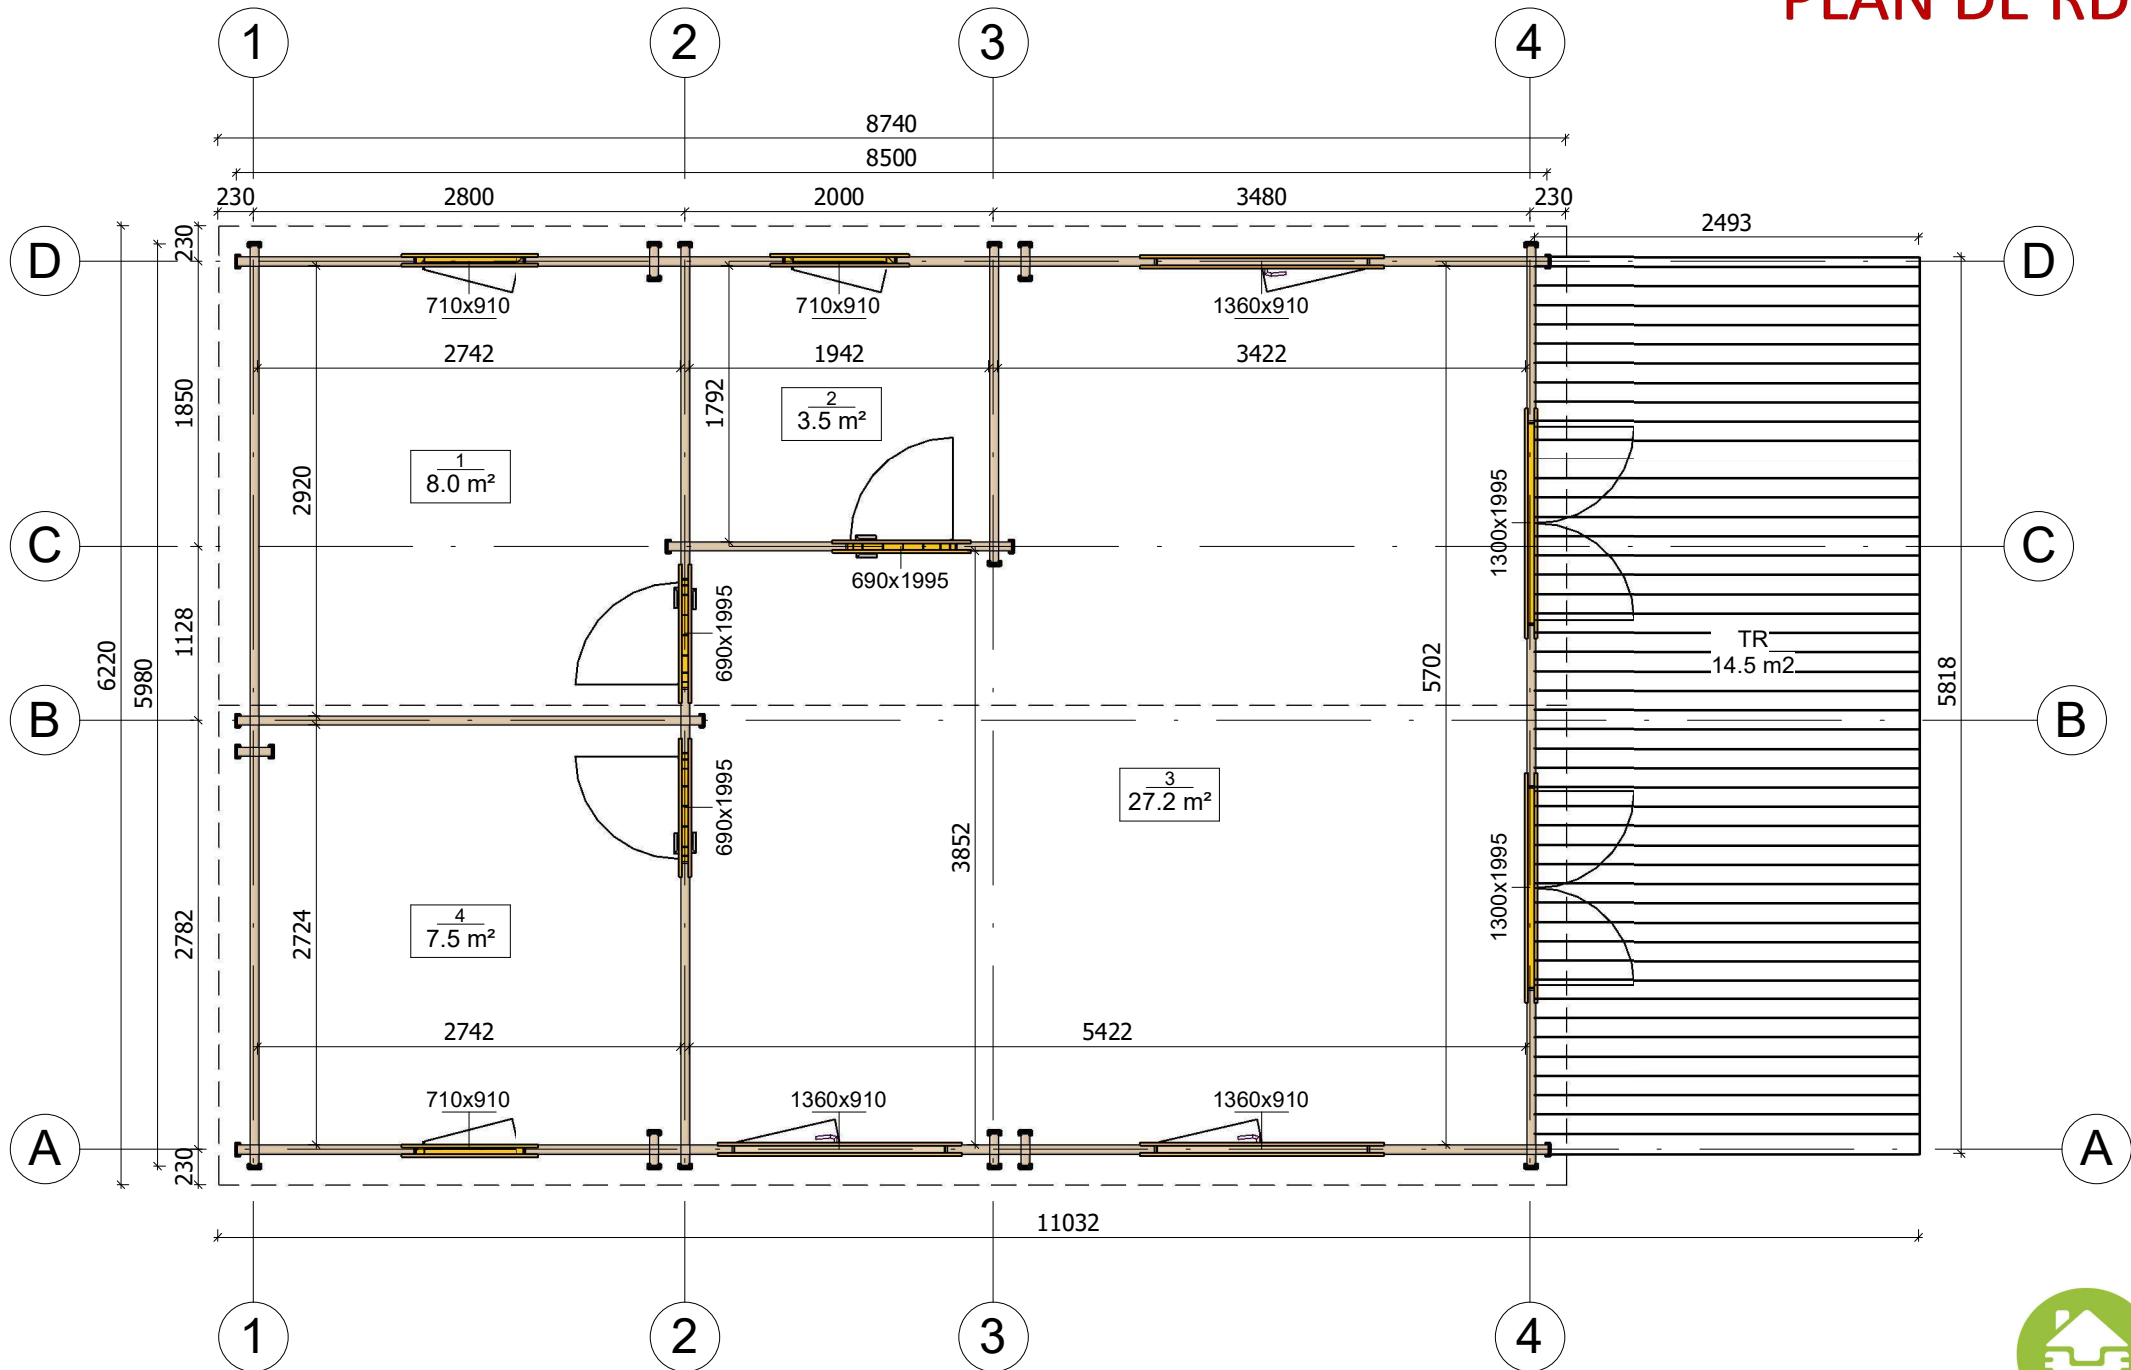 PLAN DE RD
1
2
3
4
8740
8500
230
2800
2000
3480
230
2493
D
230
D
710x910
710x910
1360x910
2742
1942
3422
1850
1792
2
3.5 m²
1
8.0 m²
2920
1300x1995
C
C
690x1995
1128
690x1995
6220
5980
5702
TR
14.5 m2
5818
B
B
690x1995
3
27.2 m²
3852
1300x1995
2782
2724
4
7.5 m²
2742
5422
710x910
1360x910
1360x910
A
230
A
11032
1
2
3
4